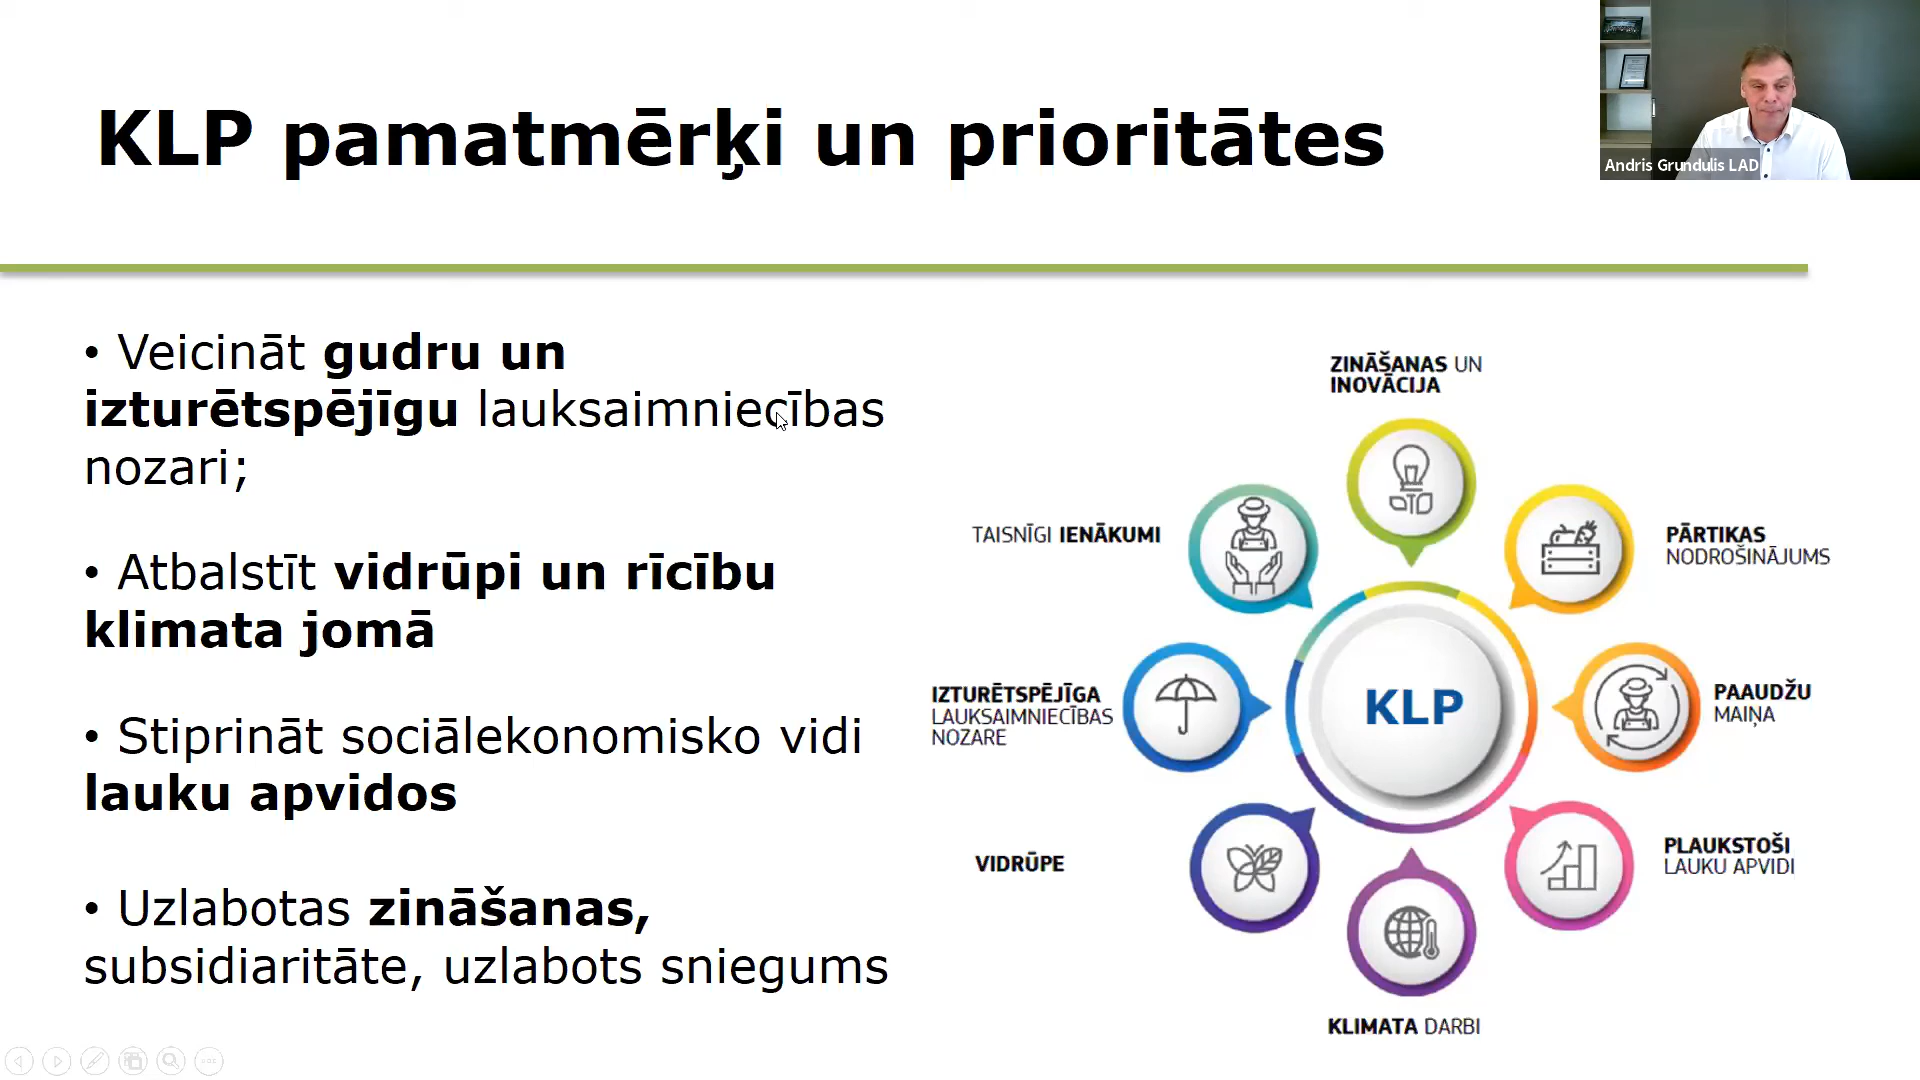 KLP pamatmērķi un prioritātes
Andris Grundulis LAD
• Veicināt gudru un
izturētspējīgu lauksaimniecības
nozari;
• Atbalstīt vidrūpi un rīcību
klimata jomā
• Stiprināt sociālekonomisko vidi
lauku apvidos
• Uzlabotas zināšanas,
subsidiaritāte, uzlabots sniegums
ZINĀŠANAS UN
INOVĀCIJA
TAISNĪGI IENĀKUMI
PĀRTIKAS
NODROŠINĀJUMS
IZTURĒTSPĒJĪGA
LAUKSAIMNIECĪBAS
NOZARE
KLP
PAAUDŽU
MAIŅA
VIDRŪPE
PLAUKSTOŠI
LAUKU APVIDI
KLIMATA DARBI